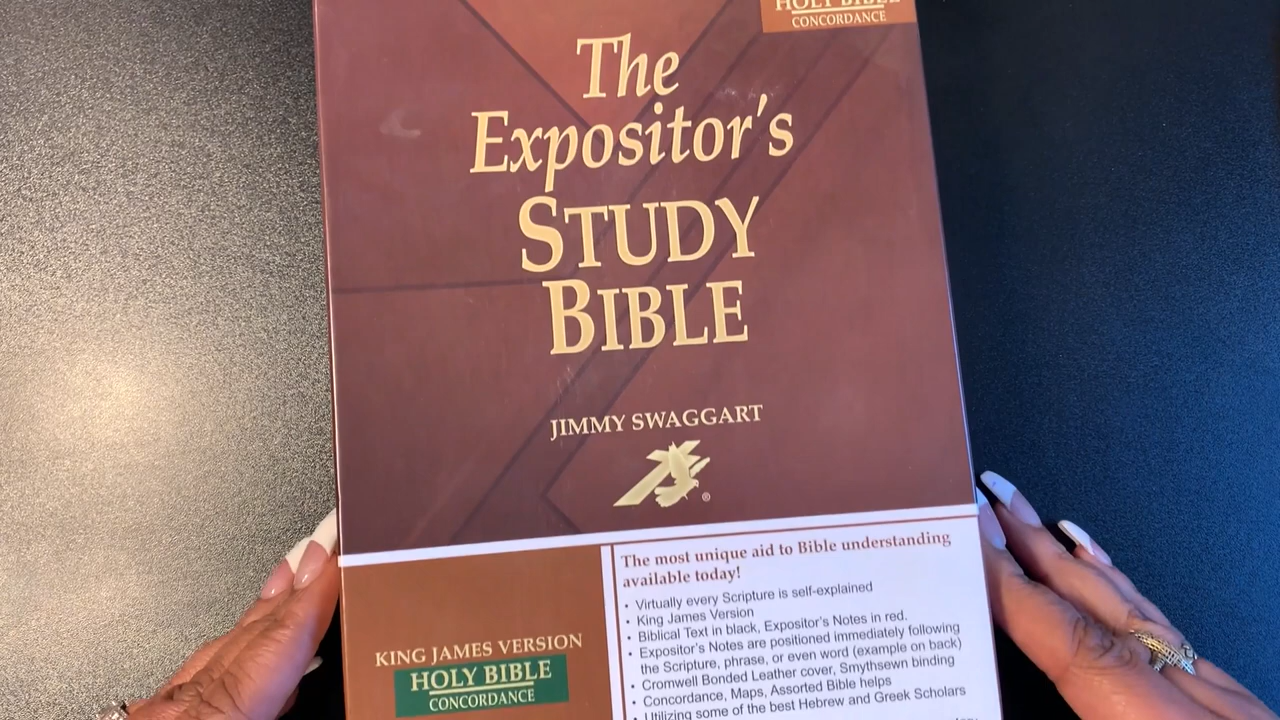 HOLY BIBLE
CONCORDANCE
The
Expositor's
STUDY
BIBLE
JIMMY SWAGGART
®
KING JAMES VERSION
HOLY BIBLE
CONCORDANCE
The most unique aid to Bible understanding
available today!
• Virtually every Scripture is self-explained
• King James Version
• Biblical Text in black, Expositor's Notes in red.
• Expositor's Notes are positioned immediately following
the Scripture, phrase, or even word (example on back)
• Cromwell Bonded Leather cover, Smythsewn binding
• Concordance, Maps, Assorted Bible helps
• Utilizing some of the best Hebrew and Greek Scholars